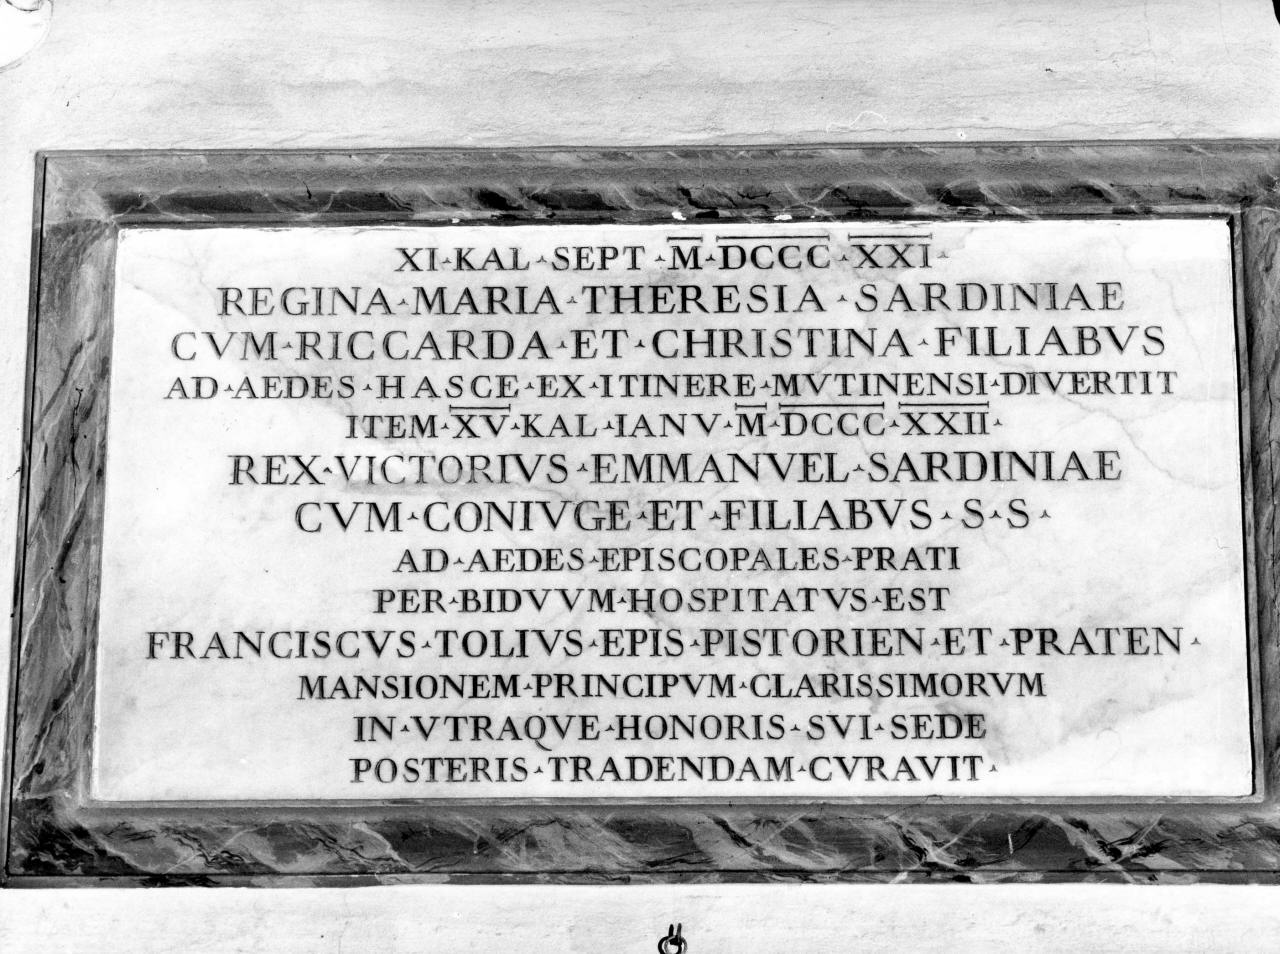 XI·KAL·SEPT·M·DCCC·XXI·
REGINA·MARIA·THERESIA·SARDINIAE
CVM·RICCARDA·ET·CHRISTINA·FILIABVS
AD·AEDES·HASCE·EX·ITINERE·MVTINENSI·DIVERTIT
ITEM·XV·KAL·IANV·M·DCCC·XXII·
REX·VICTORIVS·EMMANVEL·SARDINIAE
CVM·CONIVGE·ET·FILIABVS·S·S·
AD·AEDES·EPISCOPALES·PRATI
PER·BIDVVM·HOSPITATVS·EST
FRANCISCVS·TOLIVS·EPIS·PISTORIEN·ET·PRATEN·
MANSIONEM·PRINCIPVM·CLARISSIMORVM
IN·VTRAQVE·HONORIS·SVI·SEDE
POSTERIS·TRADENDAM·CVRAVIT·